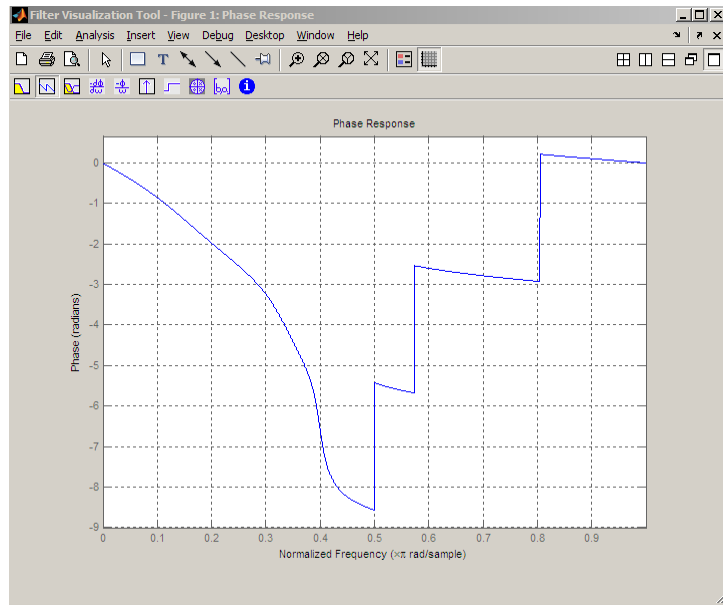 Filter Visualization Tool - Figure 1: Phase Response
File Edit Analysis Insert View Debug Desktop Window Help
T
[b,a] i
Phase Response
0
-1
-2
-3
-4
-5
-6
-7
-8
-9
Phase (radians)
0 0.1 0.2 0.3 0.4 0.5 0.6 0.7 0.8 0.9
Normalized Frequency (×π rad/sample)